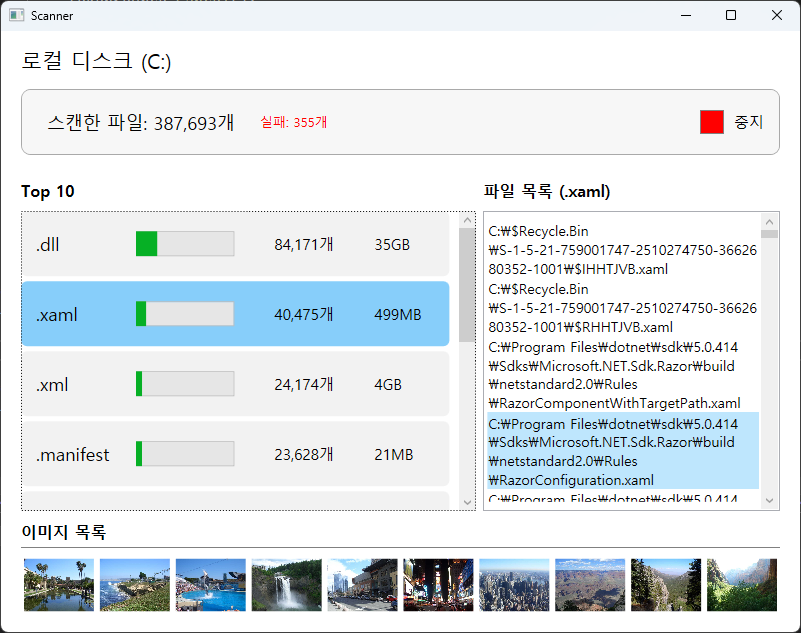 Scanner
로컬 디스크 (C:)
스캔한 파일: 387,693개 실패: 355개 중지
Top 10
.dll 84,171개 35GB
.xaml 40,475개 499MB
.xml 24,174개 4GB
.manifest 23,628개 21MB
파일 목록 (.xaml)
C:₩$Recycle.Bin
₩S-1-5-21-759001747-2510274750-36626
80352-1001₩$IHHTJVB.xaml
C:₩$Recycle.Bin
₩S-1-5-21-759001747-2510274750-36626
80352-1001₩$RHHTJVB.xaml
C:₩Program Files₩dotnet₩sdk₩5.0.414
₩Sdks₩Microsoft.NET.Sdk.Razor₩build
₩netstandard2.0₩Rules
₩RazorComponentWithTargetPath.xaml
C:₩Program Files₩dotnet₩sdk₩5.0.414
₩Sdks₩Microsoft.NET.Sdk.Razor₩build
₩netstandard2.0₩Rules
₩RazorConfiguration.xaml
C:₩Program Files₩dotnet₩sdk₩5.0.414
이미지 목록